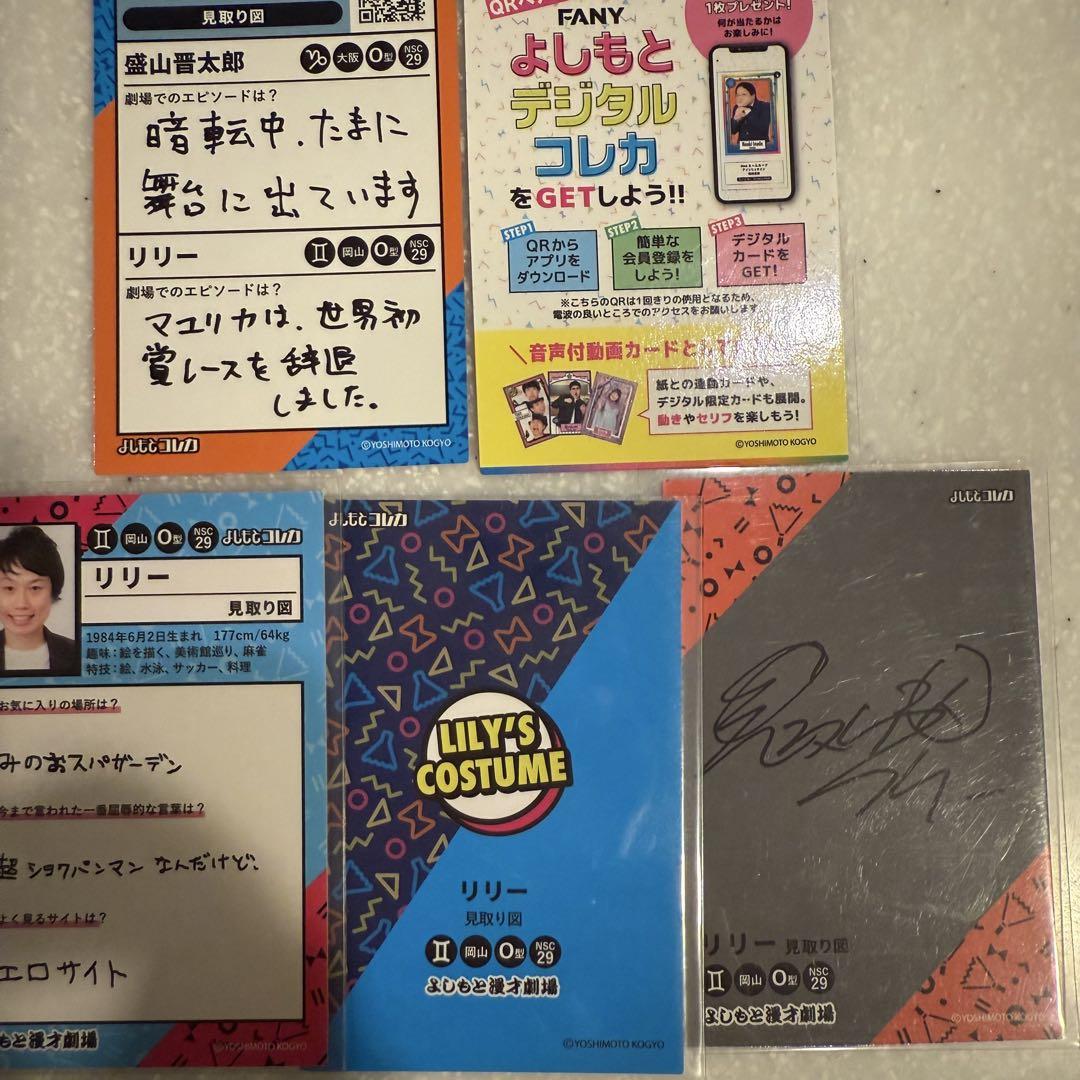 見取り図
盛山晋太郎
大阪 O型 NSC 29
劇場でのエピソードは?
暗転中、たまに
舞台に出ています
リリー
岡山 O型 NSC 29
劇場でのエピソードは?
マユリカは、世界初
賞レースを辞退
しました。
よしもとコレカ
©YOSHIMOTO KOGYO
1枚プレゼント!
何が当たるかは
お楽しみに!
FANY
よしもと
デジタル
コレカ
をGETしよう!!
STEP1
QRから
アプリを
ダウンロード
STEP2
簡単な
会員登録を
しよう!
STEP3
デジタル
カードを
GET!
※こちらのQRは1回きりの使用となるため、
電波の良いところでのアクセスをお願いします
音声付動画カードとして
紙との連動カードや、
デジタル限定カードも展開。
動きやセリフを楽しもう!
©YOSHIMOTO KOGYO
岡山 O型 NSC 29 よしもとコレカ
リリー
見取り図
1984年6月2日生まれ 177cm/64kg
趣味:絵を描く、美術館巡り、麻雀
特技:絵、水泳、サッカー、料理
お気に入りの場所は?
みのおスパガーデン
今まで言われた一番屈辱的な言葉は?
超ショクパンマンなんだけど、
よく見るサイトは?
エロサイト
もと漫才劇場
©YOSHIMOTO KOGYO
よしもとコレカ
LILY'S
COSTUME
リリー
見取り図
岡山 O型 NSC 29
よしもと漫才劇場
©YOSHIMOTO KOGYO
よしもとコレカ
見取り図
リリー
リリー 見取り図
岡山 O型 NSC 29
よしもと漫才劇場
©YOSHIMOTO KOGYO